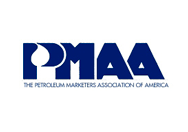 PMAA
THE PETROLEUM MARKETERS ASSOCIATION OF AMERICA